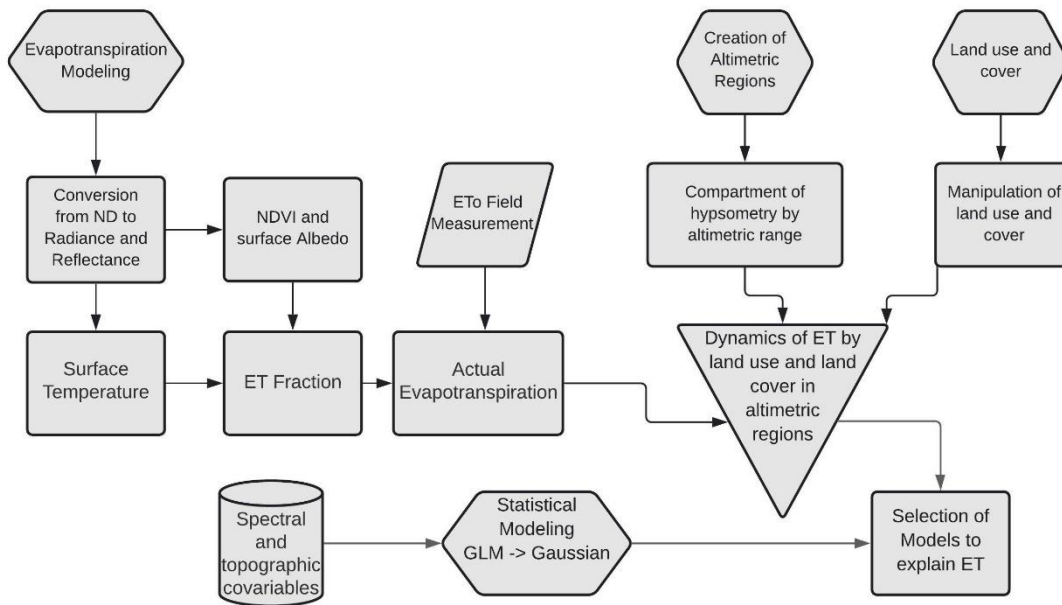 Evapotranspiration
Modeling
Creation of
Altimetric
Regions
Land use and
cover
Conversion
from ND to
Radiance and
Reflectance
NDVI and
surface Albedo
ETo Field
Measurement
Compartment of
hypsometry by
altimetric range
Manipulation of
land use and
cover
Surface
Temperature
ET Fraction
Actual
Evapotranspiration
Dynamics of ET by
land use and land
cover in
altimetric
regions
Spectral
and
topographic
covariables
Statistical
Modeling
GLM -> Gaussian
Selection of
Models to
explain ET